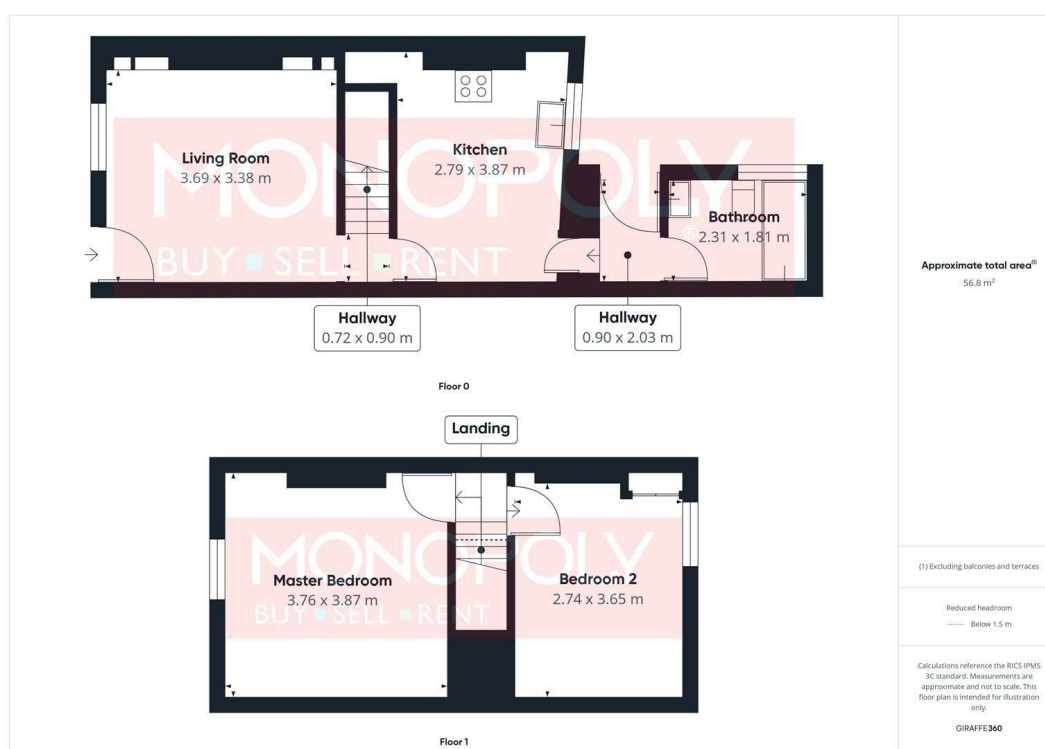 Living Room
3.69 x 3.38 m
Kitchen
2.79 x 3.87 m
Bathroom
2.31 x 1.81 m
MONOPOLY
®
BUY SELL RENT
Hallway
0.72 x 0.90 m
Hallway
0.90 x 2.03 m
Floor 0
Landing
Master Bedroom
3.76 x 3.87 m
Bedroom 2
2.74 x 3.65 m
MONOPOLY
BUY SELL RENT
Floor 1
Approximate total area(1)
56.8 m²
(1) Excluding balconies and terraces
Reduced headroom
Below 1.5 m
Calculations reference the RICS IPMS
3C standard. Measurements are
approximate and not to scale. This
floor plan is intended for illustration
only.
GIRAFFE360